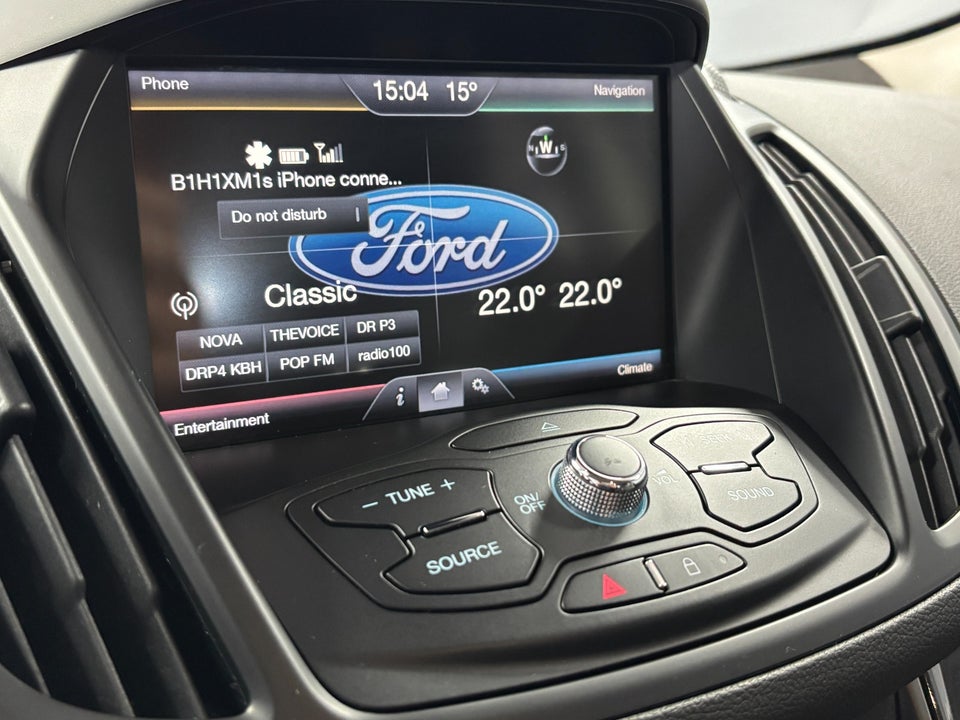 Phone
15:04 15°
Navigation
N W S
B1H1XM1s iPhone conne...
Do not disturb
Ford
Classic
22.0° 22.0°
NOVA THEVOICE DR P3
DRP4 KBH POP FM radio100
Climate
i
Entertainment
– TUNE +
SOURCE
ON/
OFF
VOL
SEEK
SOUND